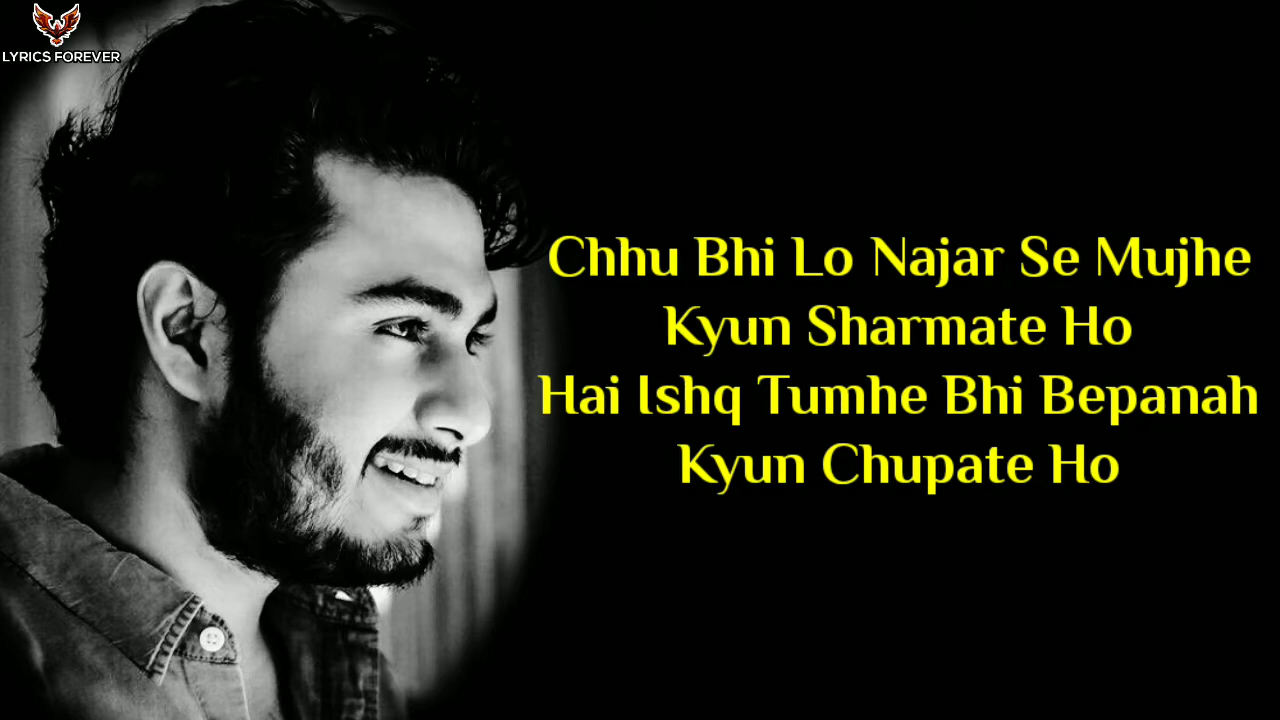 LYRICS FOREVER
Chhu Bhi Lo Najar Se Mujhe
Kyun Sharmate Ho
Hai Ishq Tumhe Bhi Bepanah
Kyun Chupate Ho